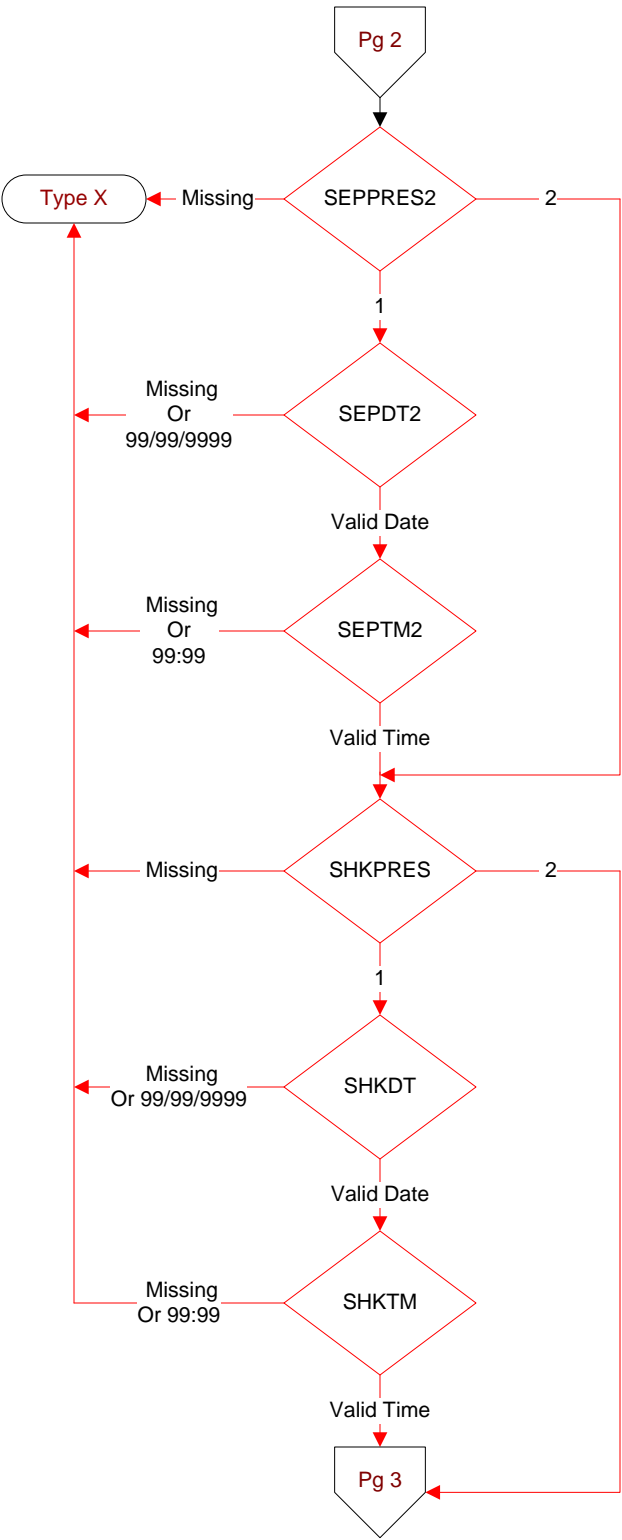 Pg 2
Type X
Missing
SEPPRES2
2
1
Missing
Or
99/99/9999
SEPDT2
Valid Date
Missing
Or
99:99
SEPTM2
Valid Time
Missing
SHKPRES
2
1
Missing
Or 99/99/9999
SHKDT
Valid Date
Missing
Or 99:99
SHKTM
Valid Time
Pg 3